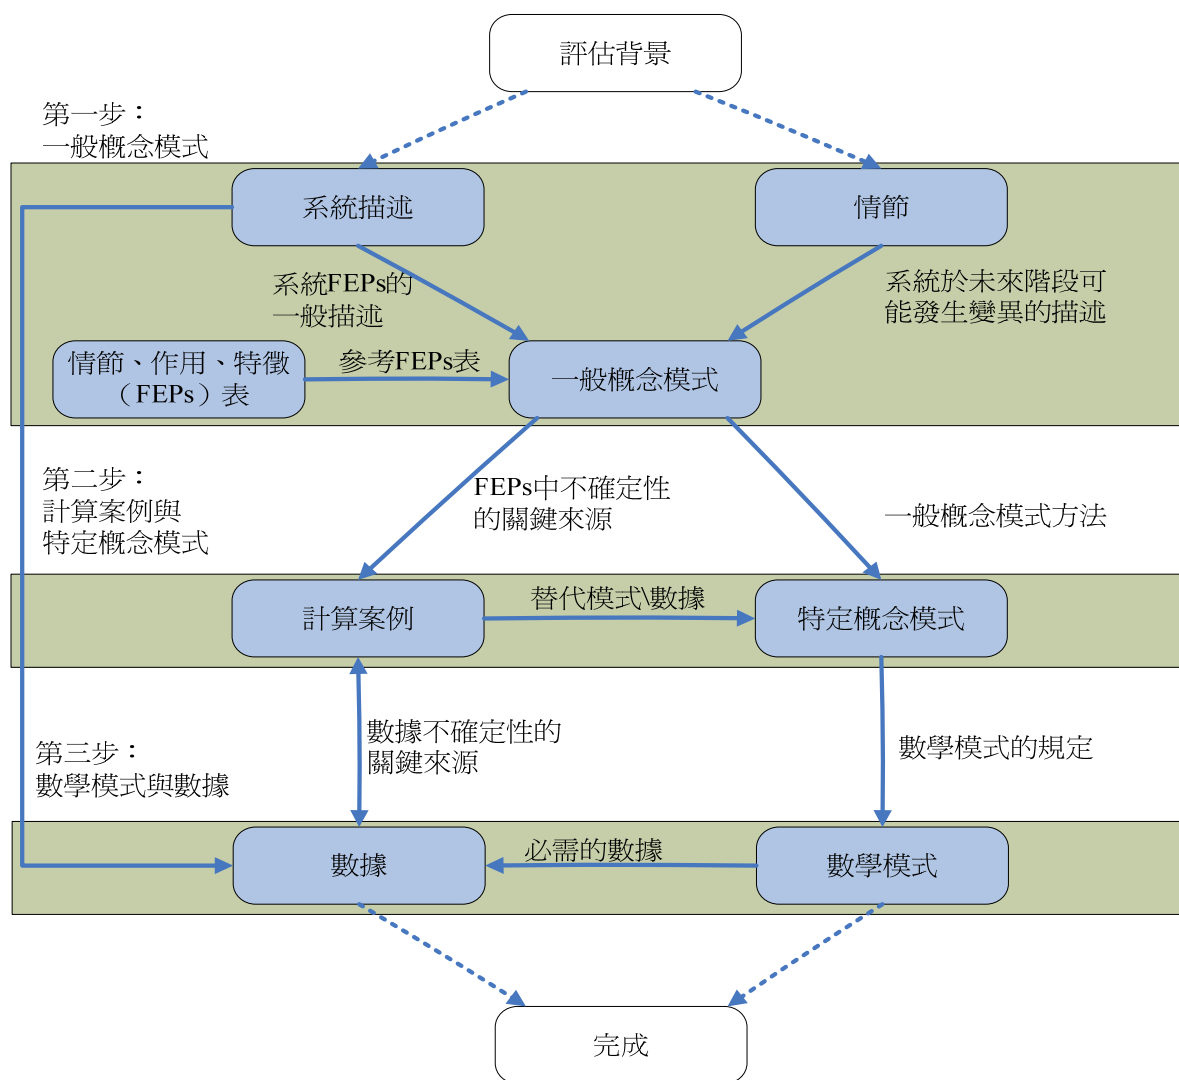 評估背景
第一步：
一般概念模式
系統描述
情節
系統FEPs的
一般描述
系統於未來階段可
能發生變異的描述
情節、作用、特徵
（FEPs）表
參考FEPs表
一般概念模式
第二步：
計算案例與
特定概念模式
FEPs中不確定性
的關鍵來源
一般概念模式方法
計算案例
替代模式\數據
特定概念模式
第三步：
數學模式與數據
數據不確定性的
關鍵來源
數學模式的規定
數據
必需的數據
數學模式
完成